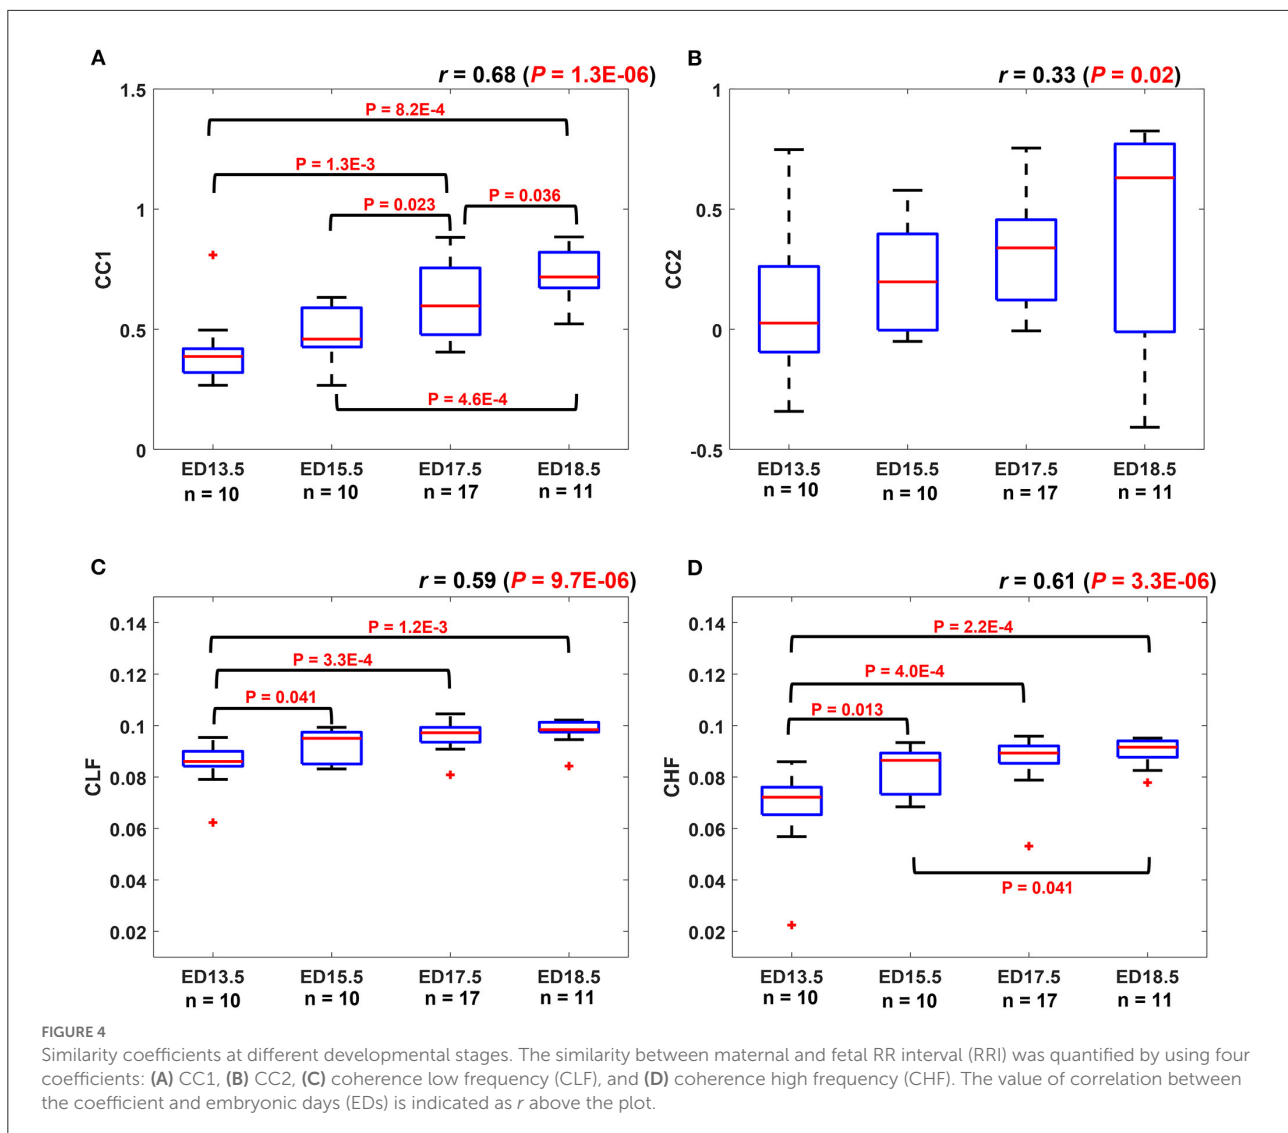 A
r = 0.68 (P = 1.3E-06)
1.5
P = 8.2E-4
P = 1.3E-3
P = 0.023
P = 0.036
1
CC1
0.5
P = 4.6E-4
0
ED13.5 ED15.5 ED17.5 ED18.5
n = 10 n = 10 n = 17 n = 11
B
r = 0.33 (P = 0.02)
1
0.5
CC2
0
-0.5
ED13.5 ED15.5 ED17.5 ED18.5
n = 10 n = 10 n = 17 n = 11
C
r = 0.59 (P = 9.7E-06)
0.14
P = 1.2E-3
P = 3.3E-4
0.12
P = 0.041
0.1
0.08
CLF
0.06
0.04
0.02
ED13.5 ED15.5 ED17.5 ED18.5
n = 10 n = 10 n = 17 n = 11
D
r = 0.61 (P = 3.3E-06)
0.14
P = 2.2E-4
P = 4.0E-4
0.12
P = 0.013
0.1
0.08
CHF
0.06
P = 0.041
0.04
0.02
ED13.5 ED15.5 ED17.5 ED18.5
n = 10 n = 10 n = 17 n = 11
FIGURE 4
Similarity coefficients at different developmental stages. The similarity between maternal and fetal RR interval (RRI) was quantified by using four
coefficients: (A) CC1, (B) CC2, (C) coherence low frequency (CLF), and (D) coherence high frequency (CHF). The value of correlation between
the coefficient and embryonic days (EDs) is indicated as r above the plot.